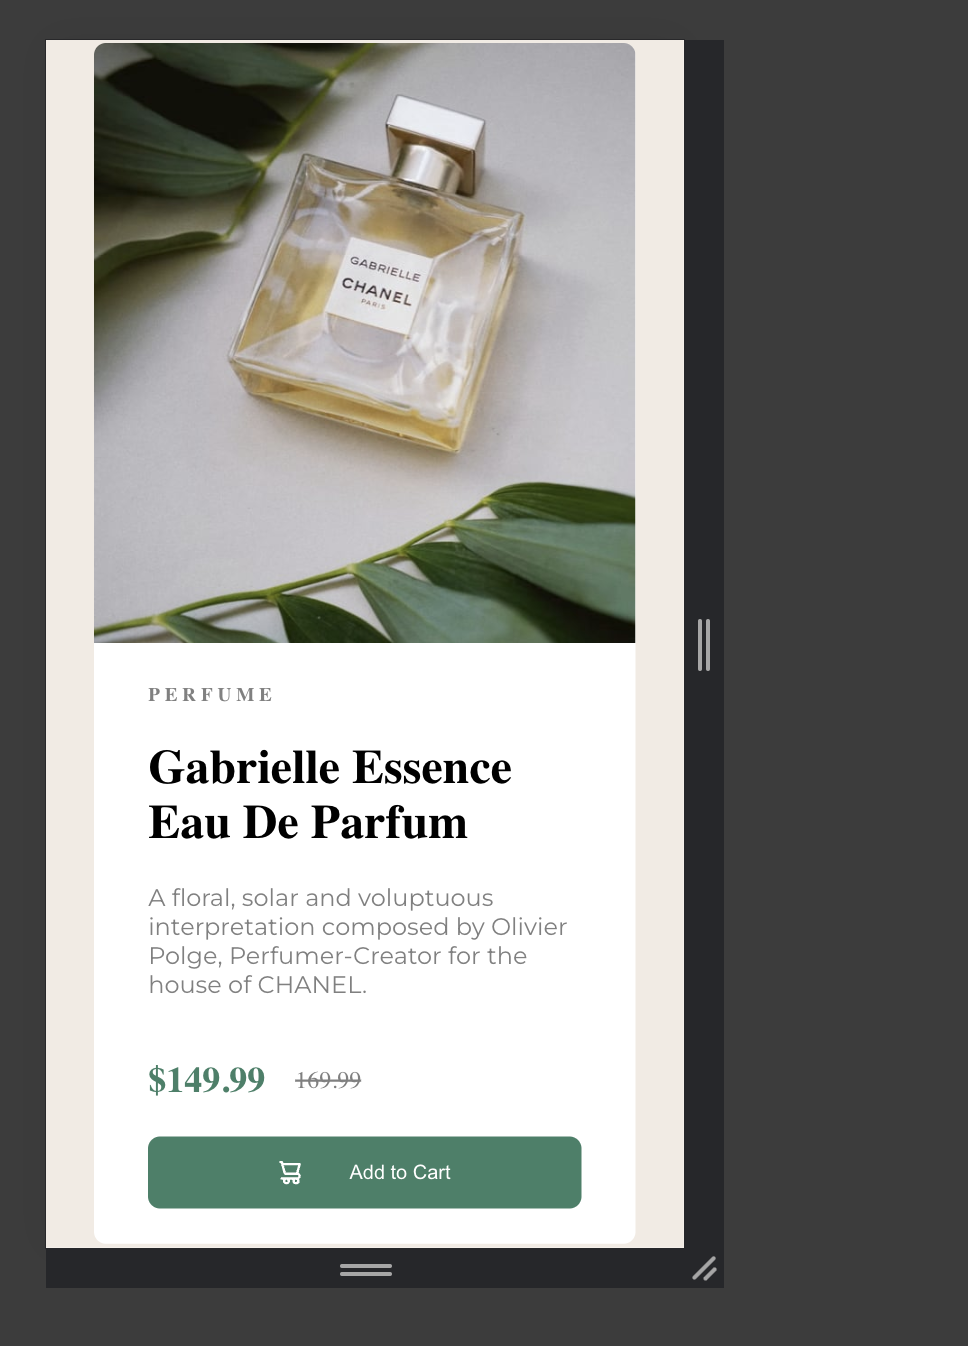 GABRIELLE
CHANEL
PARIS
PERFUME
Gabrielle Essence
Eau De Parfum
A floral, solar and voluptuous
interpretation composed by Olivier
Polge, Perfumer-Creator for the
house of CHANEL.
$149.99 169.99
Add to Cart